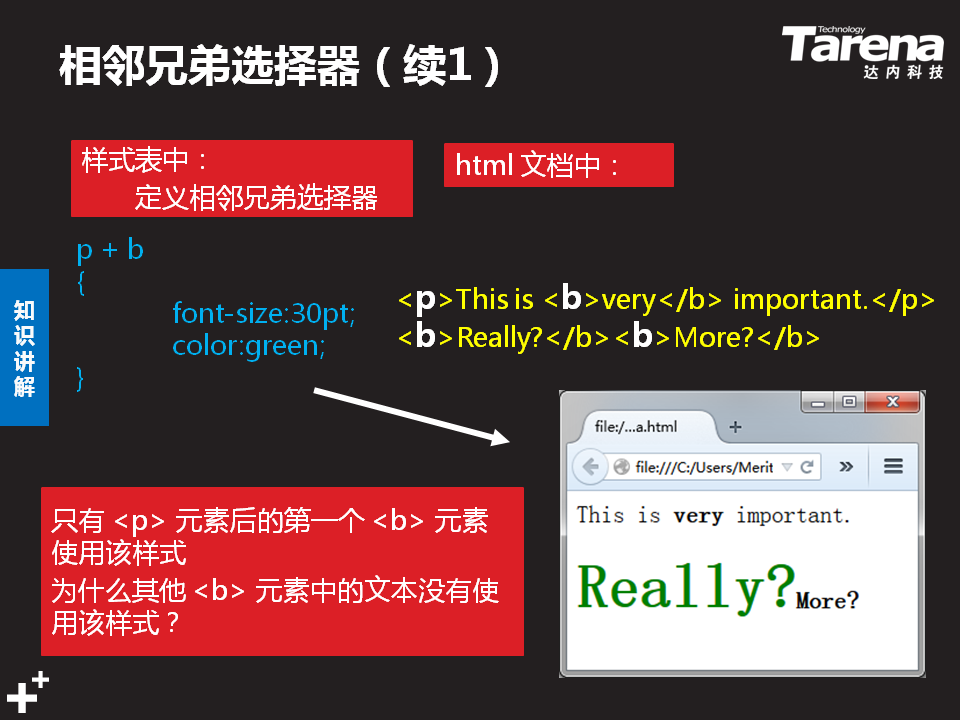 相邻兄弟选择器（续1）
Technology
Tarena
达内科技
样式表中：
定义相邻兄弟选择器
html 文档中：
p + b
{
font-size:30pt;
color:green;
}
<p>This is <b>very</b> important.</p>
<b>Really?</b><b>More?</b>
知识讲解
file:/...a.html
file:///C:/Users/Merit
This is very important.
Really?More?
只有 <p> 元素后的第一个 <b> 元素
使用该样式
为什么其他 <b> 元素中的文本没有使
用该样式？